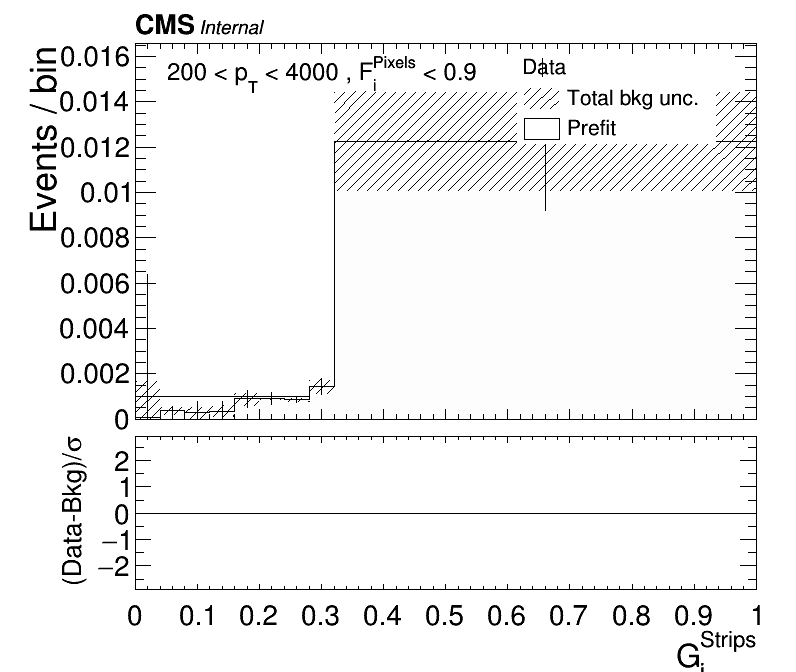 CMS Internal
Events / bin
0.016
0.014
0.012
0.01
0.008
0.006
0.004
0.002
0
200 < p_T < 4000 , F_i^Pixels < 0.9
Data
Total bkg unc.
Prefit
(Data-Bkg)/σ
2
1
0
−1
−2
0 0.1 0.2 0.3 0.4 0.5 0.6 0.7 0.8 0.9 1
G_i^Strips